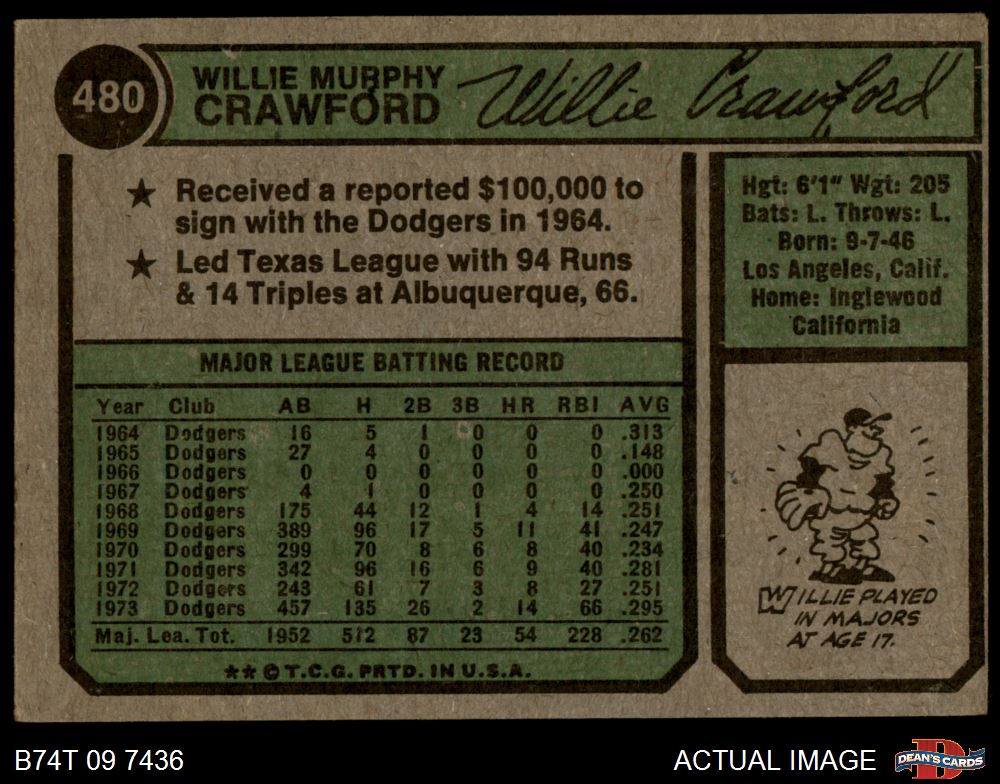 480
WILLIE MURPHY
CRAWFORD
Willie Crawford
★ Received a reported $100,000 to
sign with the Dodgers in 1964.
★ Led Texas League with 94 Runs
& 14 Triples at Albuquerque, 66.
Hgt: 6'1" Wgt: 205
Bats: L. Throws: L.
Born: 9-7-46
Los Angeles, Calif.
Home: Inglewood
California
MAJOR LEAGUE BATTING RECORD
Year Club AB H 2B 3B HR RBI AVG
1964 Dodgers 16 5 1 0 0 0 .313
1965 Dodgers 27 4 0 0 0 0 .148
1966 Dodgers 0 0 0 0 0 0 .000
1967 Dodgers 4 1 0 0 0 0 .250
1968 Dodgers 175 44 12 1 4 14 .251
1969 Dodgers 389 96 17 5 11 41 .247
1970 Dodgers 299 70 8 6 8 40 .234
1971 Dodgers 342 96 16 6 9 40 .281
1972 Dodgers 243 61 7 3 8 27 .251
1973 Dodgers 457 135 26 2 14 66 .295
Maj. Lea. Tot. 1952 512 87 23 54 228 .262
**©T.C.G. PRTD. IN U.S.A.
WILLIE PLAYED
IN MAJORS
AT AGE 17.
B74T 09 7436
ACTUAL IMAGE
DEAN'S CARDS